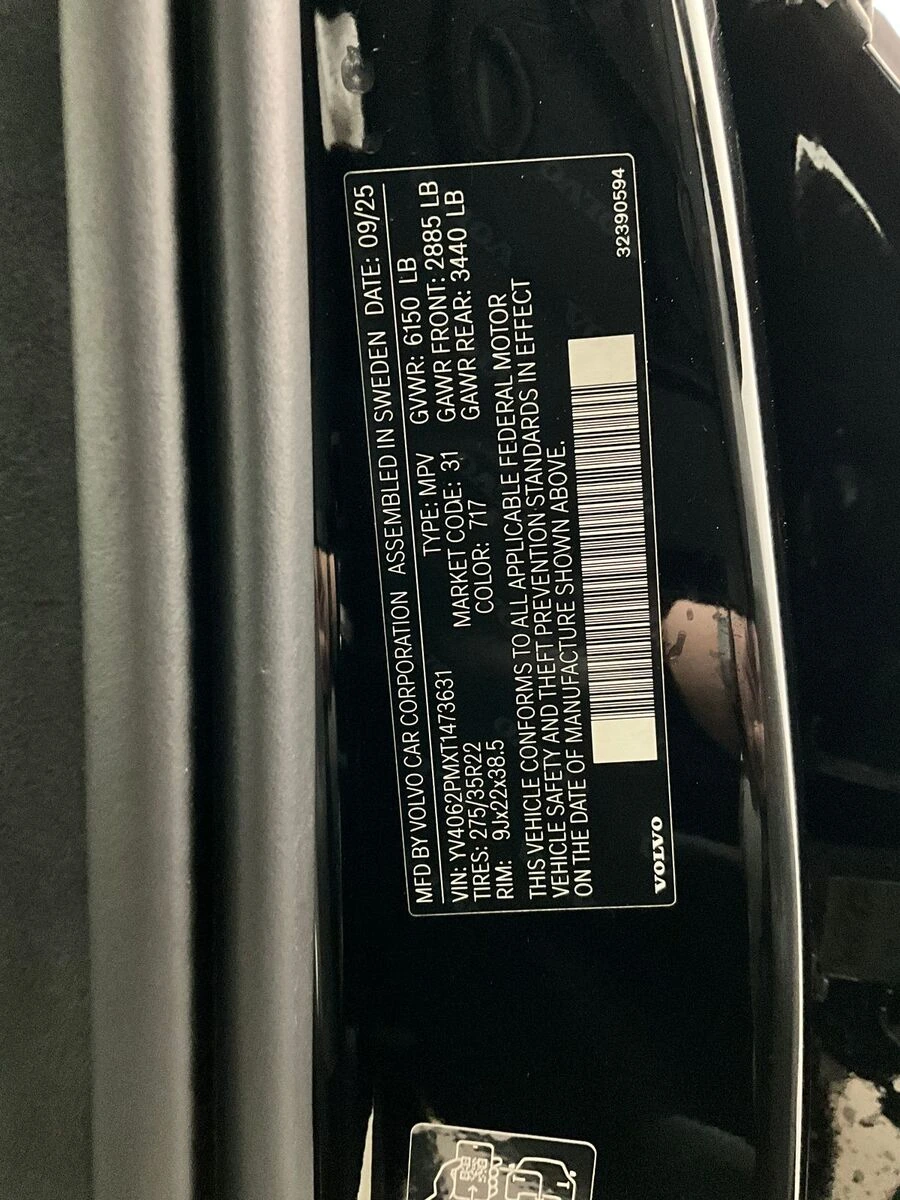 MFD BY VOLVO CAR CORPORATION ASSEMBLED IN SWEDEN DATE: 09/25
VIN: YV4062PMXT1473631 TYPE: MPV GVWR: 6150 LB
TIRES: 275/35R22 MARKET CODE: 31 GAWR FRONT: 2885 LB
RIM: 9Jx22x38.5 COLOR: 717 GAWR REAR: 3440 LB
THIS VEHICLE CONFORMS TO ALL APPLICABLE FEDERAL MOTOR
VEHICLE SAFETY AND THEFT PREVENTION STANDARDS IN EFFECT
ON THE DATE OF MANUFACTURE SHOWN ABOVE.
VOLVO 32390594